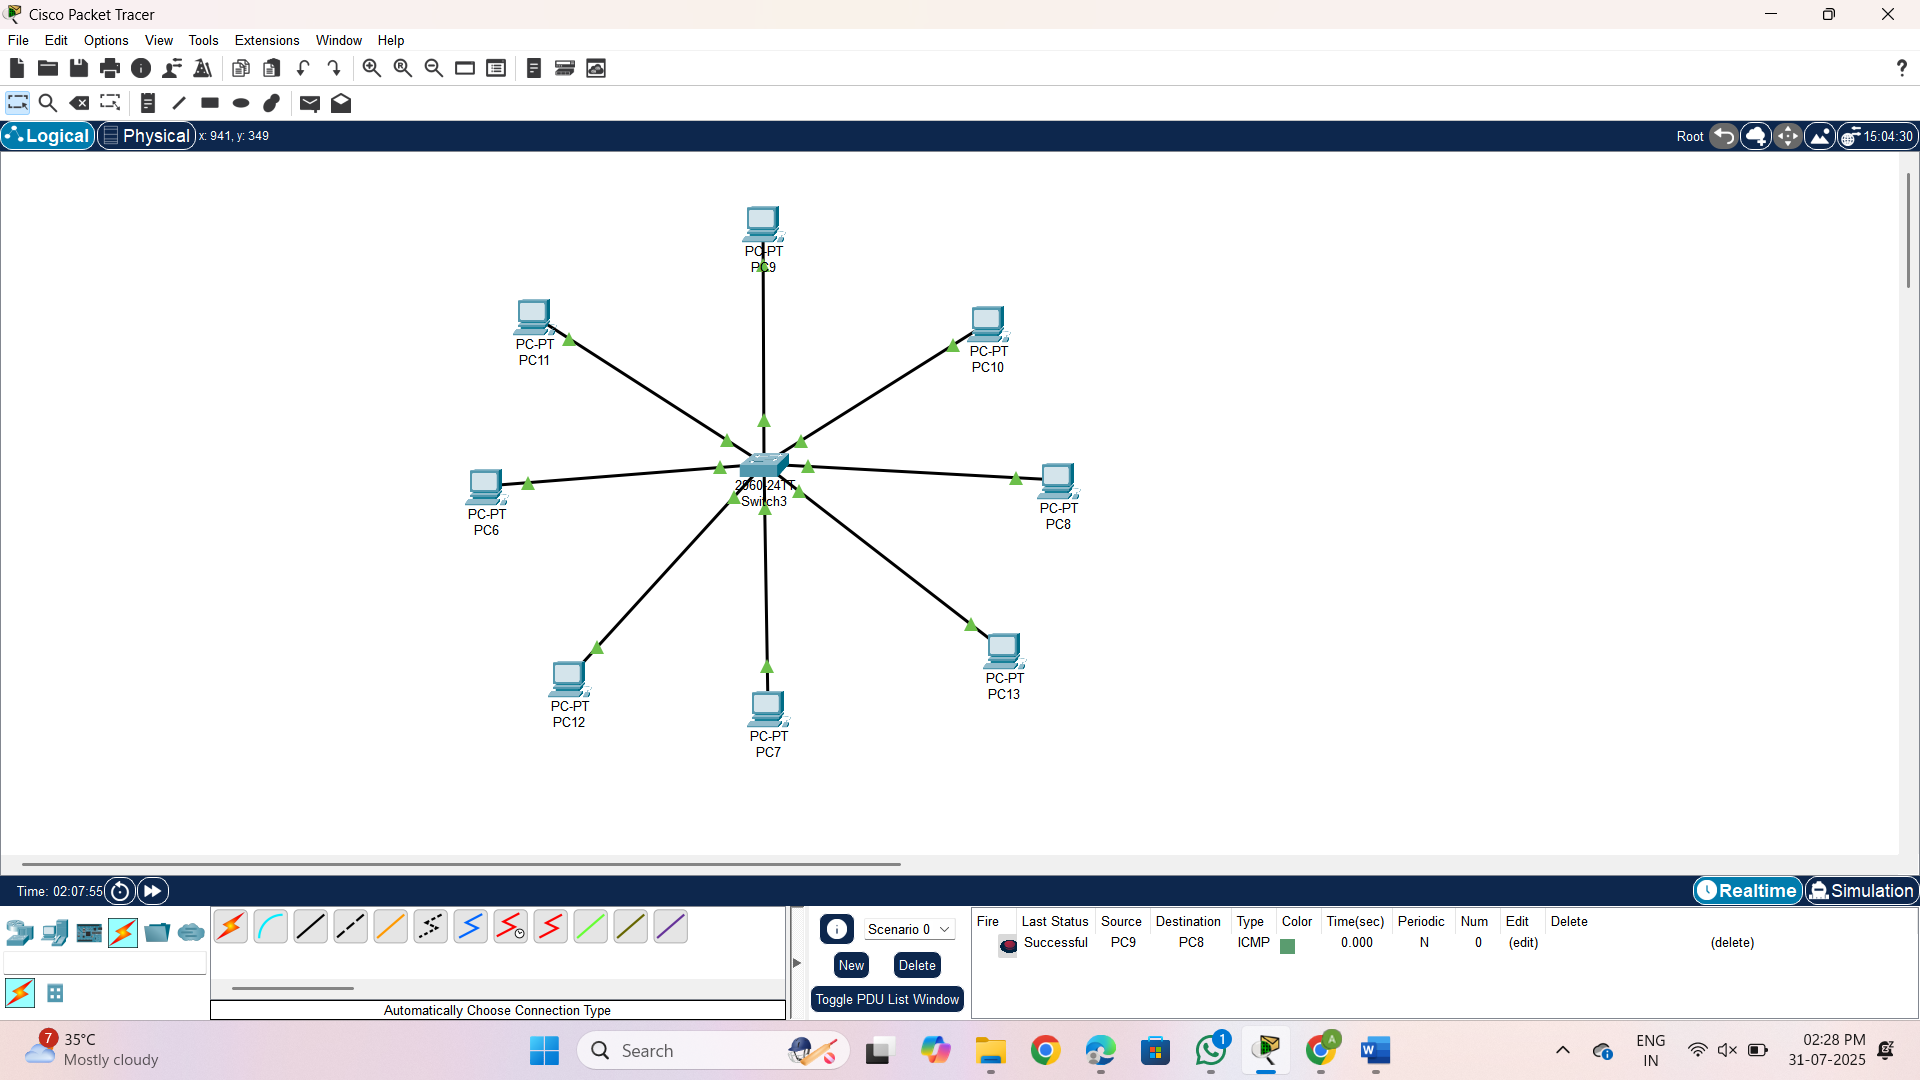 Cisco Packet Tracer
File Edit Options View Tools Extensions Window Help
?
Logical Physical x: 941, y: 349 Root 15:04:30
PC-PT
PC9
PC-PT
PC11
PC-PT
PC10
2960-24TT
Switch3
PC-PT
PC6
PC-PT
PC8
PC-PT
PC12
PC-PT
PC7
PC-PT
PC13
Time: 02:07:55 Realtime Simulation
Scenario 0
New Delete
Toggle PDU List Window
Fire Last Status Source Destination Type Color Time(sec) Periodic Num Edit Delete
Successful PC9 PC8 ICMP 0.000 N 0 (edit) (delete)
Automatically Choose Connection Type
7
35°C
Mostly cloudy
Search
1
A
ENG
IN
02:28 PM
31-07-2025